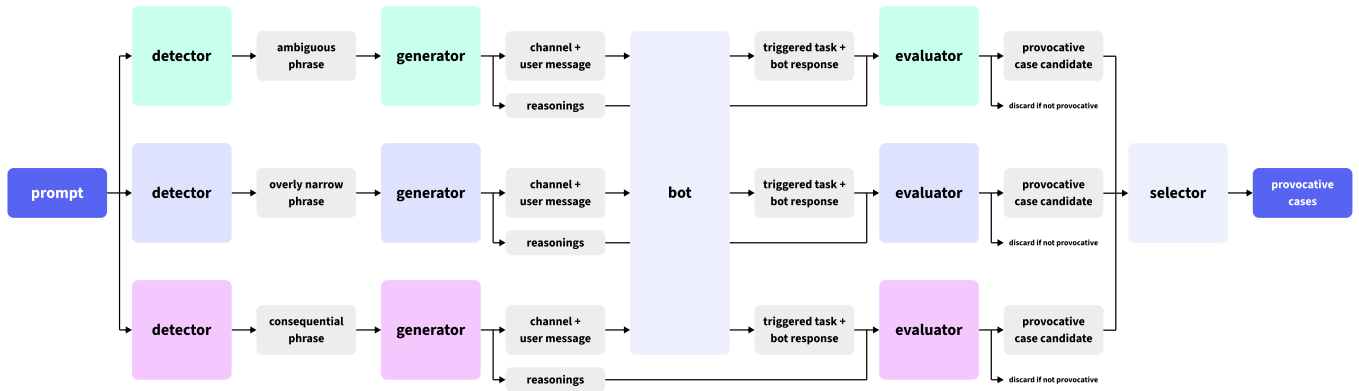 prompt
detector
ambiguous
phrase
generator
channel +
user message
reasonings
triggered task +
bot response
evaluator
provocative
case candidate
discard if not provocative
detector
overly narrow
phrase
generator
channel +
user message
reasonings
bot
triggered task +
bot response
evaluator
provocative
case candidate
discard if not provocative
selector
provocative
cases
detector
consequential
phrase
generator
channel +
user message
reasonings
triggered task +
bot response
evaluator
provocative
case candidate
discard if not provocative